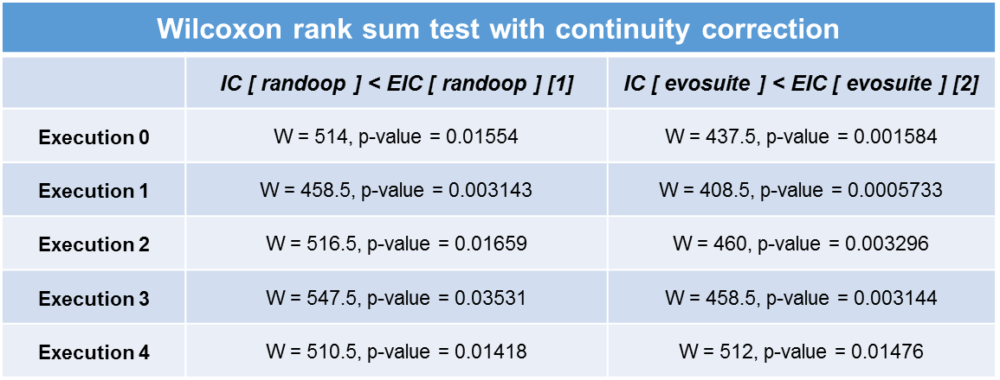 Wilcoxon rank sum test with continuity correction
IC [ randoop ] < EIC [ randoop ] [1] IC [ evosuite ] < EIC [ evosuite ] [2]
Execution 0 W = 514, p-value = 0.01554 W = 437.5, p-value = 0.001584
Execution 1 W = 458.5, p-value = 0.003143 W = 408.5, p-value = 0.0005733
Execution 2 W = 516.5, p-value = 0.01659 W = 460, p-value = 0.003296
Execution 3 W = 547.5, p-value = 0.03531 W = 458.5, p-value = 0.003144
Execution 4 W = 510.5, p-value = 0.01418 W = 512, p-value = 0.01476